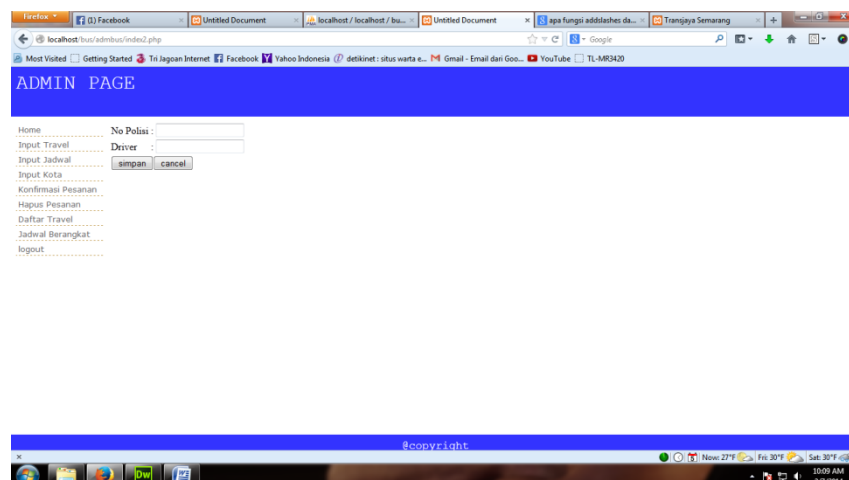 Firefox
(1) Facebook
Untitled Document
localhost / localhost / bu...
Untitled Document
apa fungsi addslashes da...
Transjaya Semarang
localhost/bus/admbus/index2.php
Google
Most Visited Getting Started Tri Jagoan Internet Facebook Yahoo Indonesia detikinet : situs warta e... Gmail - Email dari Goo... YouTube TL-MR3420
ADMIN PAGE
Home
Input Travel
Input Jadwal
Input Kota
Konfirmasi Pesanan
Hapus Pesanan
Daftar Travel
Jadwal Berangkat
logout
No Polisi :
Driver :
simpan cancel
@copyright
Now: 27°F Fri: 30°F Sat: 30°F
Dw
10:09 AM